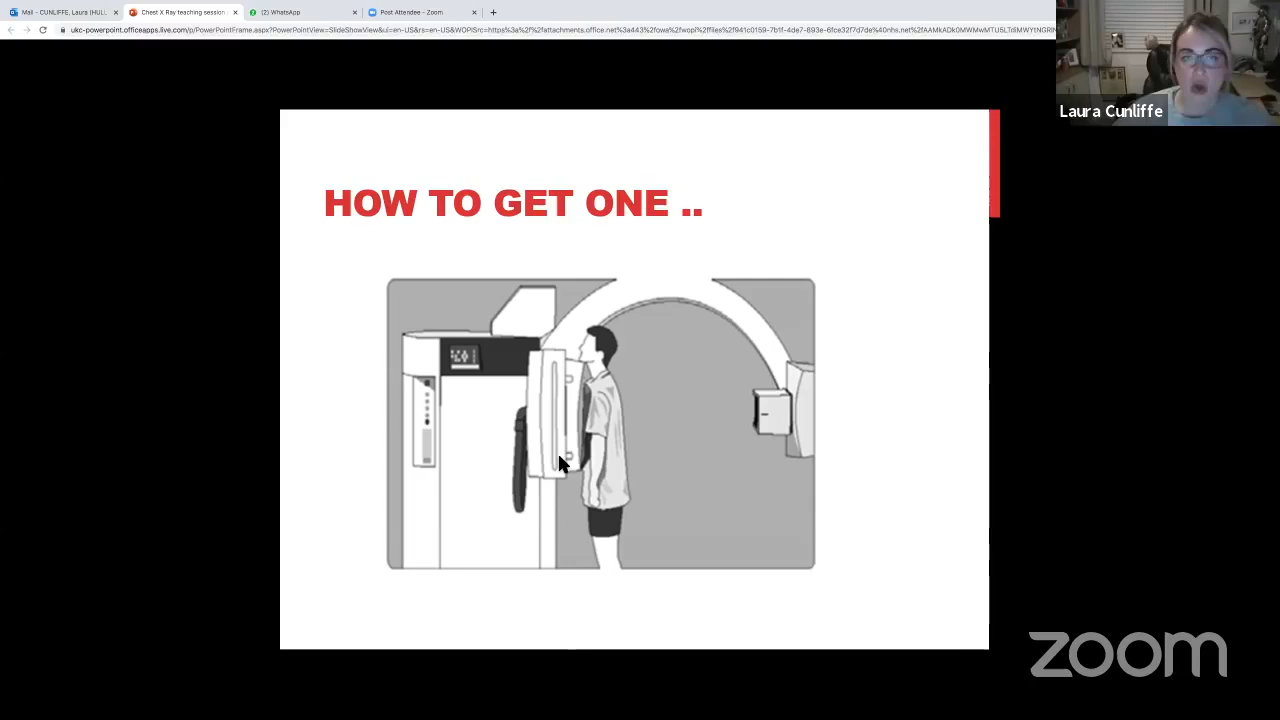 Mail - CUNLIFFE, Laura (HULL
Chest X Ray teaching session
(2) WhatsApp
Post Attendee - Zoom
Laura Cunliffe
HOW TO GET ONE ..
zoom